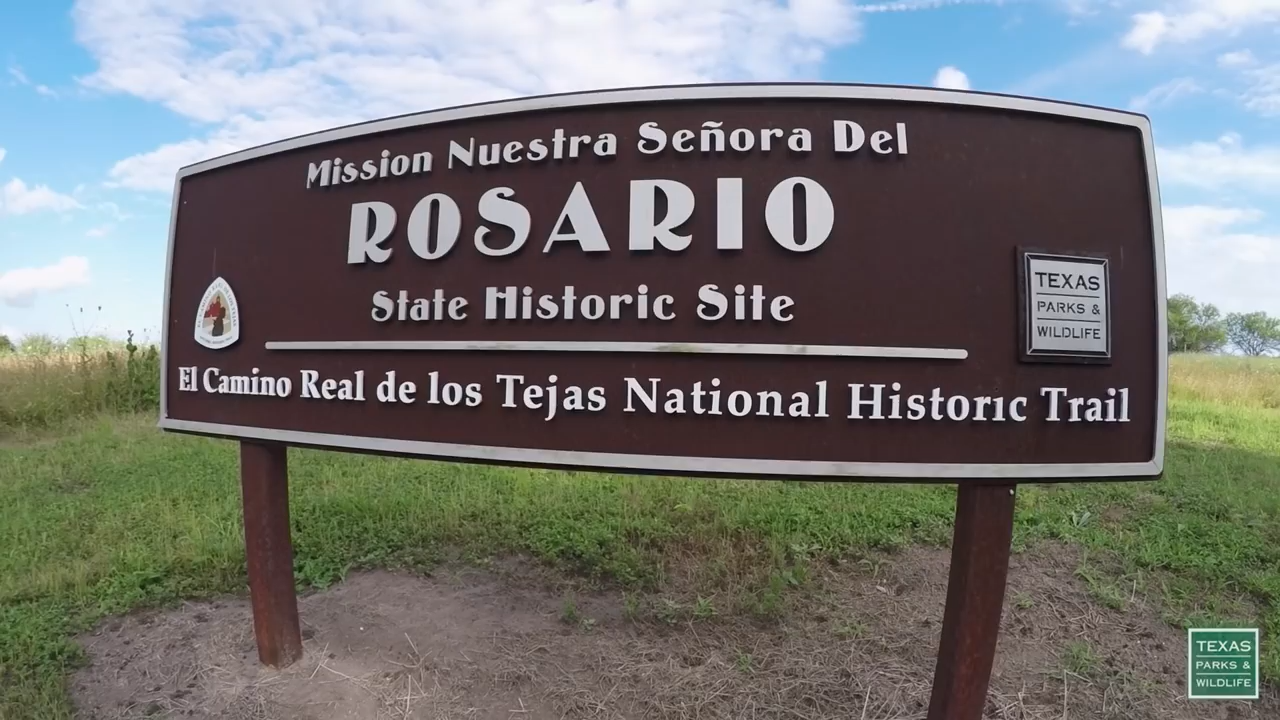 Mission Nuestra Señora Del
ROSARIO
State Historic Site
TEXAS
PARKS &
WILDLIFE
El Camino Real de los Tejas National Historic Trail
TEXAS
PARKS &
WILDLIFE